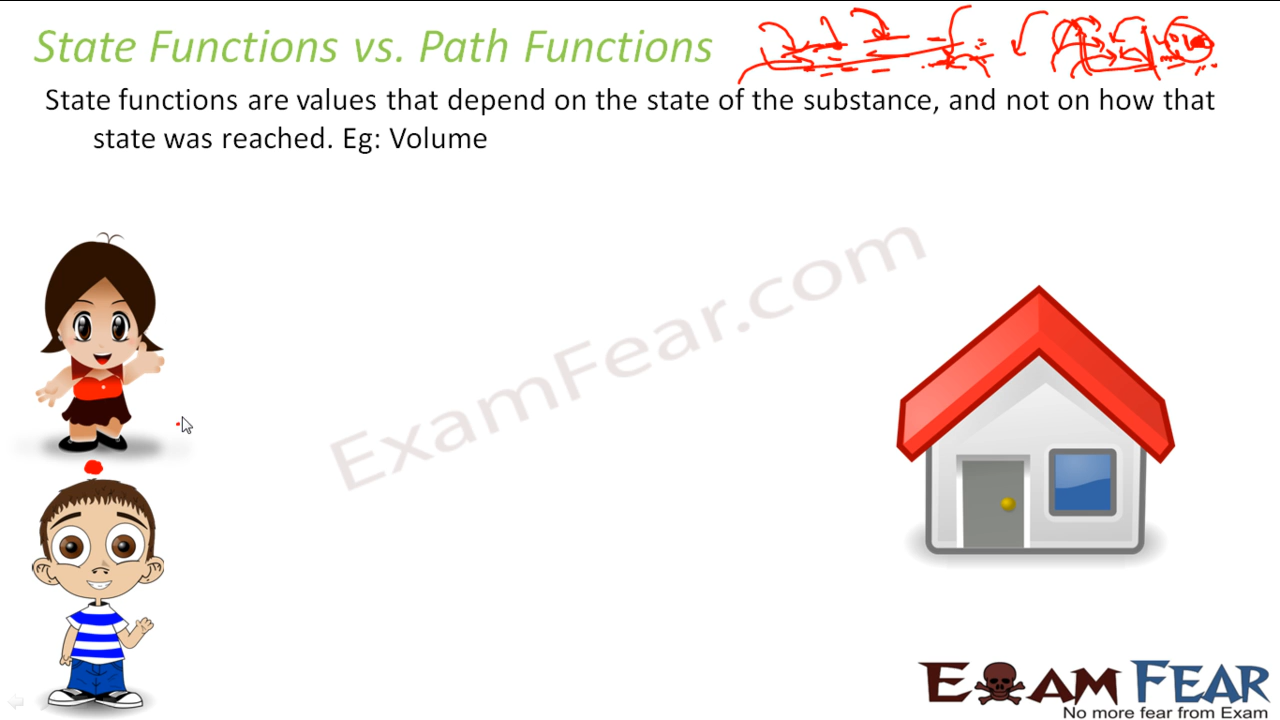 State Functions vs. Path Functions
State functions are values that depend on the state of the substance, and not on how that
state was reached. Eg: Volume
ExamFear.com
EXAM FEAR
No more fear from Exam